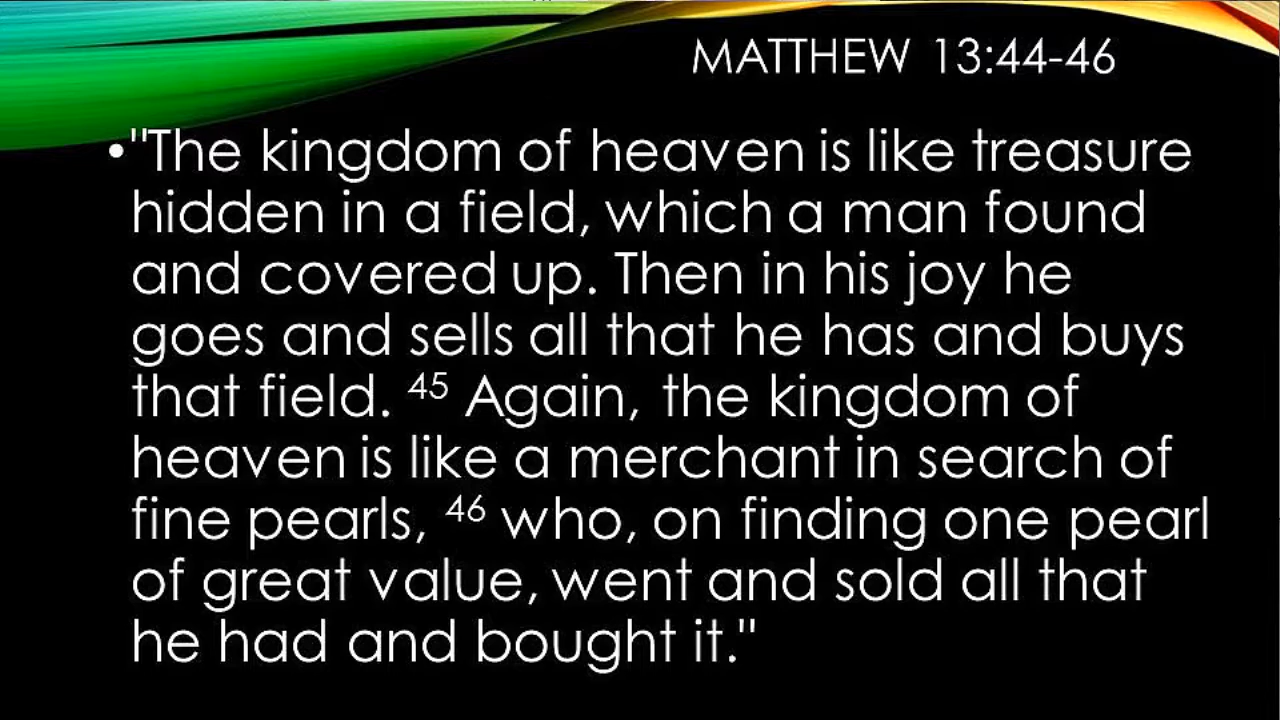 MATTHEW 13:44-46
•"The kingdom of heaven is like treasure
hidden in a field, which a man found
and covered up. Then in his joy he
goes and sells all that he has and buys
that field. 45 Again, the kingdom of
heaven is like a merchant in search of
fine pearls, 46 who, on finding one pearl
of great value, went and sold all that
he had and bought it."